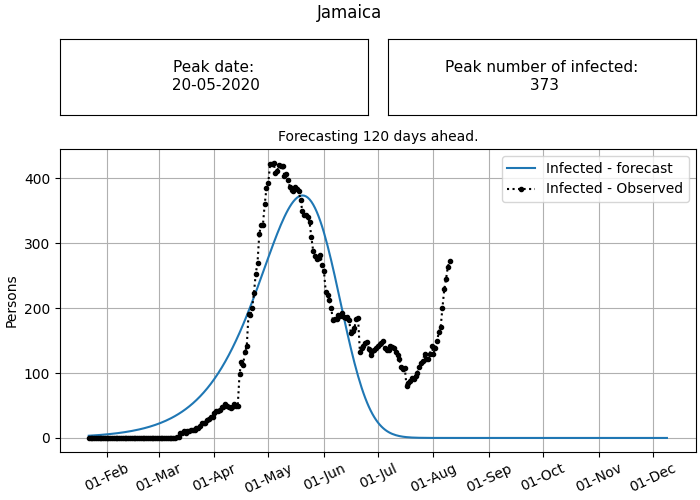 Jamaica
Peak date:
20-05-2020
Peak number of infected:
373
Forecasting 120 days ahead.
Infected - forecast
Infected - Observed
Persons
400
300
200
100
0
01-Feb
01-Mar
01-Apr
01-May
01-Jun
01-Jul
01-Aug
01-Sep
01-Oct
01-Nov
01-Dec